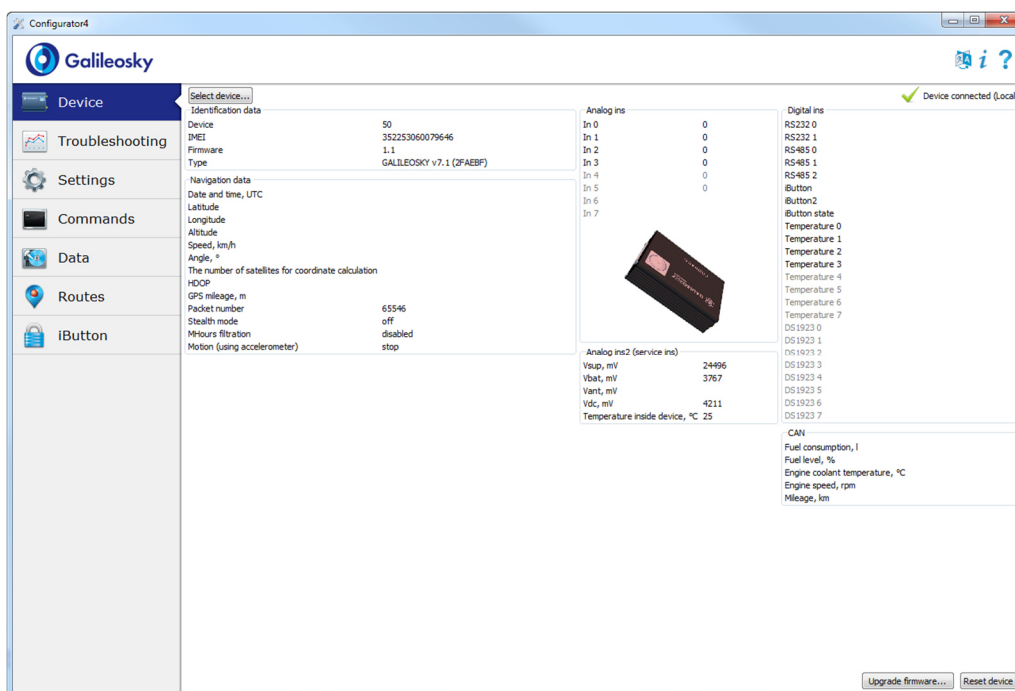 Configurator4
Galileosky
Device
Troubleshooting
Settings
Commands
Data
Routes
iButton
Select device...
Device connected (Local
Identification data
Device 50
IMEI 352253060079646
Firmware 1.1
Type GALILEOSKY v7.1 (2FAEBF)
Navigation data
Date and time, UTC
Latitude
Longitude
Altitude
Speed, km/h
Angle, °
The number of satellites for coordinate calculation
HDOP
GPS mileage, m
Packet number 65546
Stealth mode off
MHours filtration disabled
Motion (using accelerometer) stop
Analog ins
In 0 0
In 1 0
In 2 0
In 3 0
In 4 0
In 5 0
In 6
In 7
Analog ins2 (service ins)
Vsup, mV 24496
Vbat, mV 3767
Vant, mV
Vdc, mV 4211
Temperature inside device, °C 25
Digital ins
RS232 0
RS232 1
RS485 0
RS485 1
RS485 2
iButton
iButton2
iButton state
Temperature 0
Temperature 1
Temperature 2
Temperature 3
Temperature 4
Temperature 5
Temperature 6
Temperature 7
DS1923 0
DS1923 1
DS1923 2
DS1923 3
DS1923 4
DS1923 5
DS1923 6
DS1923 7
CAN
Fuel consumption, l
Fuel level, %
Engine coolant temperature, °C
Engine speed, rpm
Mileage, km
Upgrade firmware...
Reset device